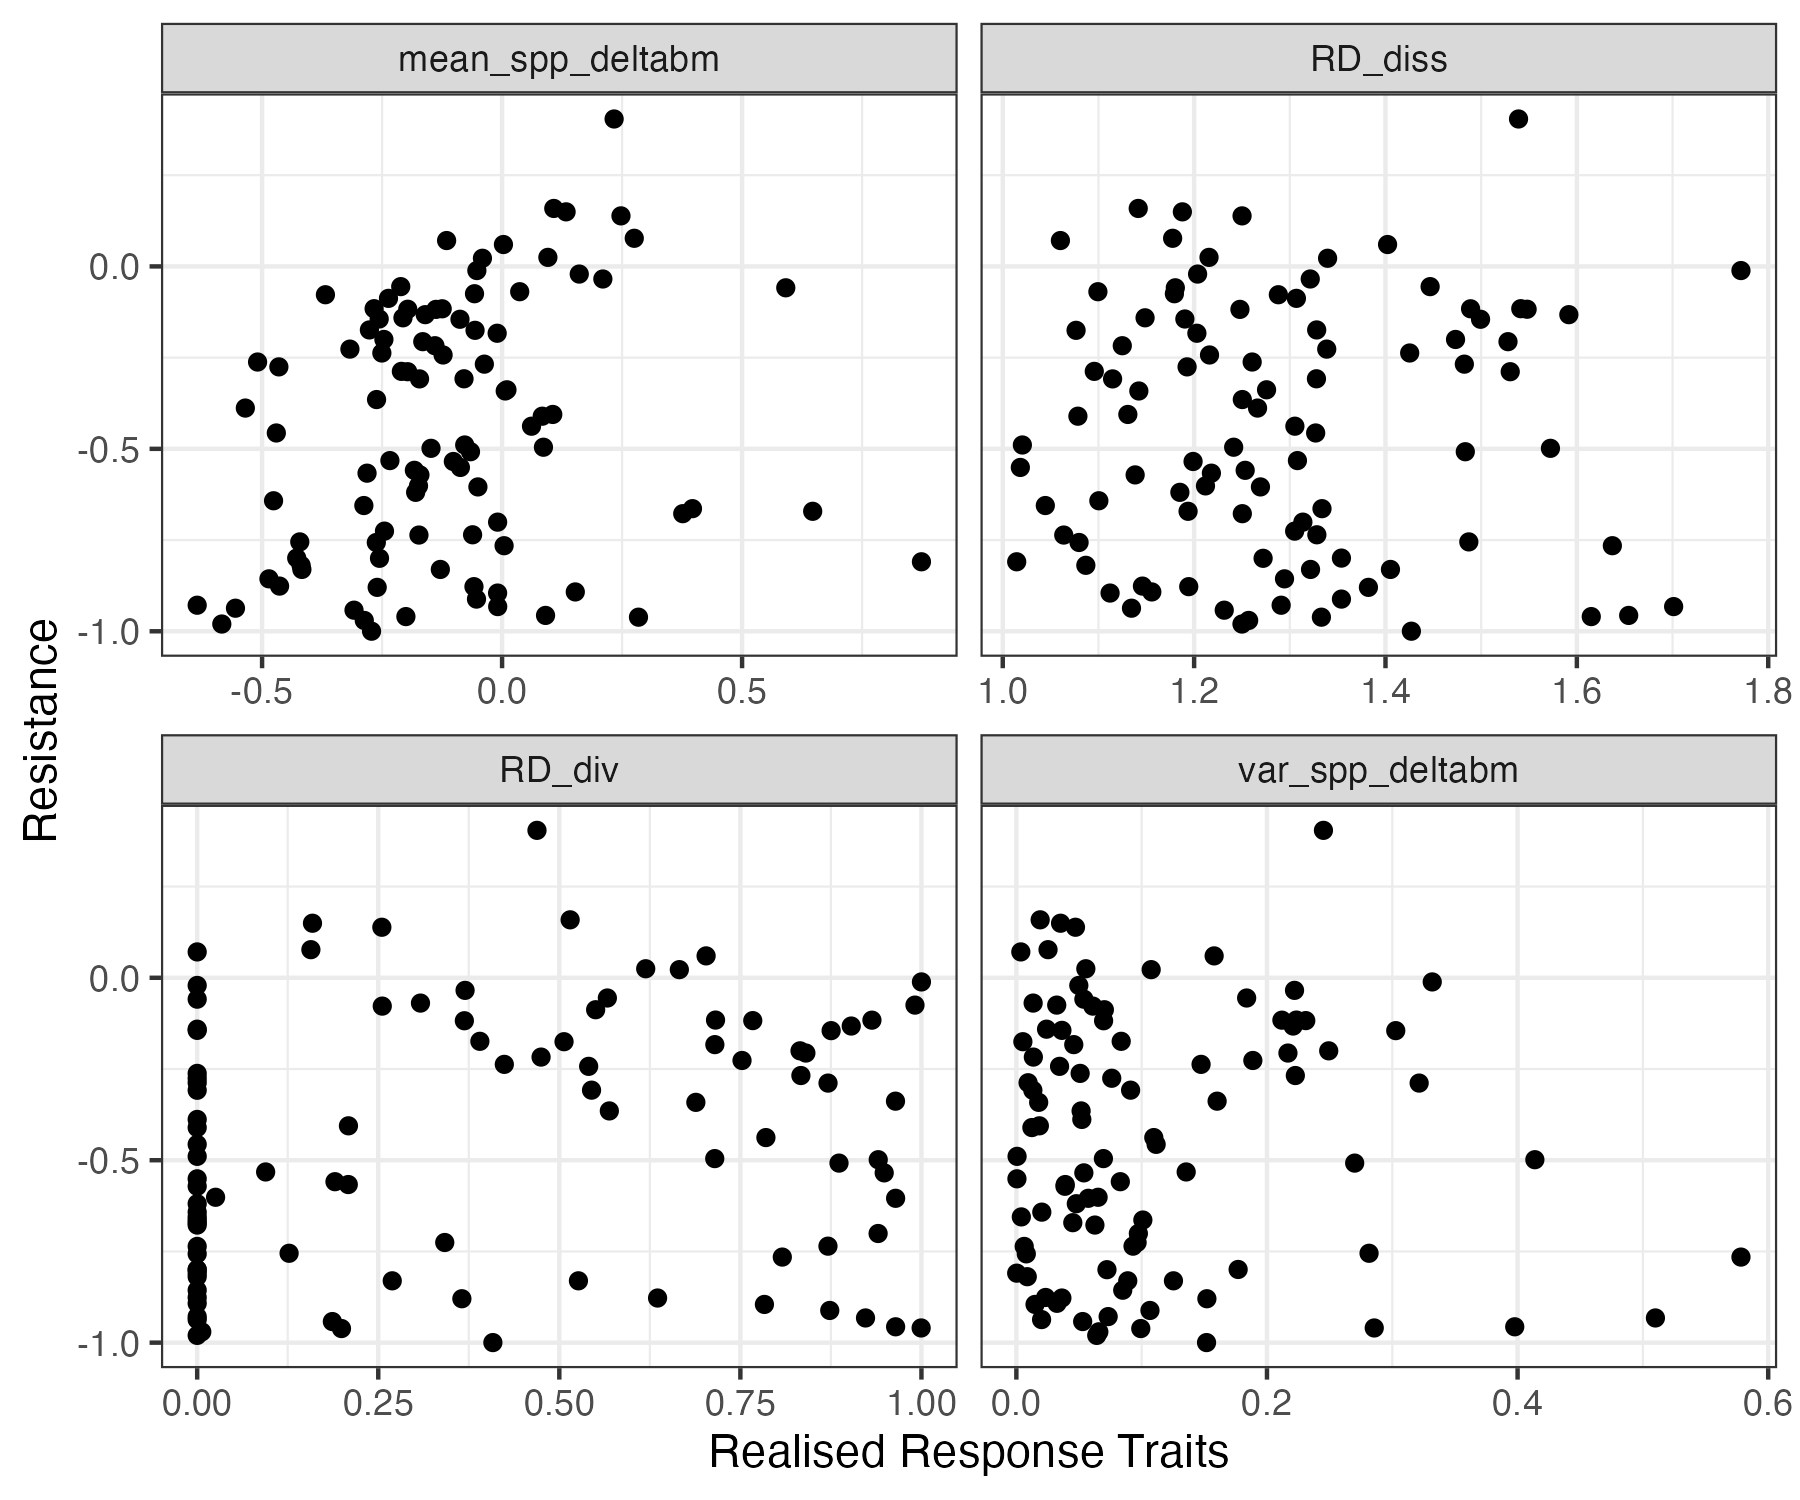 mean_spp_deltabm RD_diss
0.0
-0.5
-1.0
-0.5 0.0 0.5 1.0 1.2 1.4 1.6 1.8
Resistance
RD_div var_spp_deltabm
0.0
-0.5
-1.0
0.00 0.25 0.50 0.75 1.00 0.0 0.2 0.4 0.6
Realised Response Traits